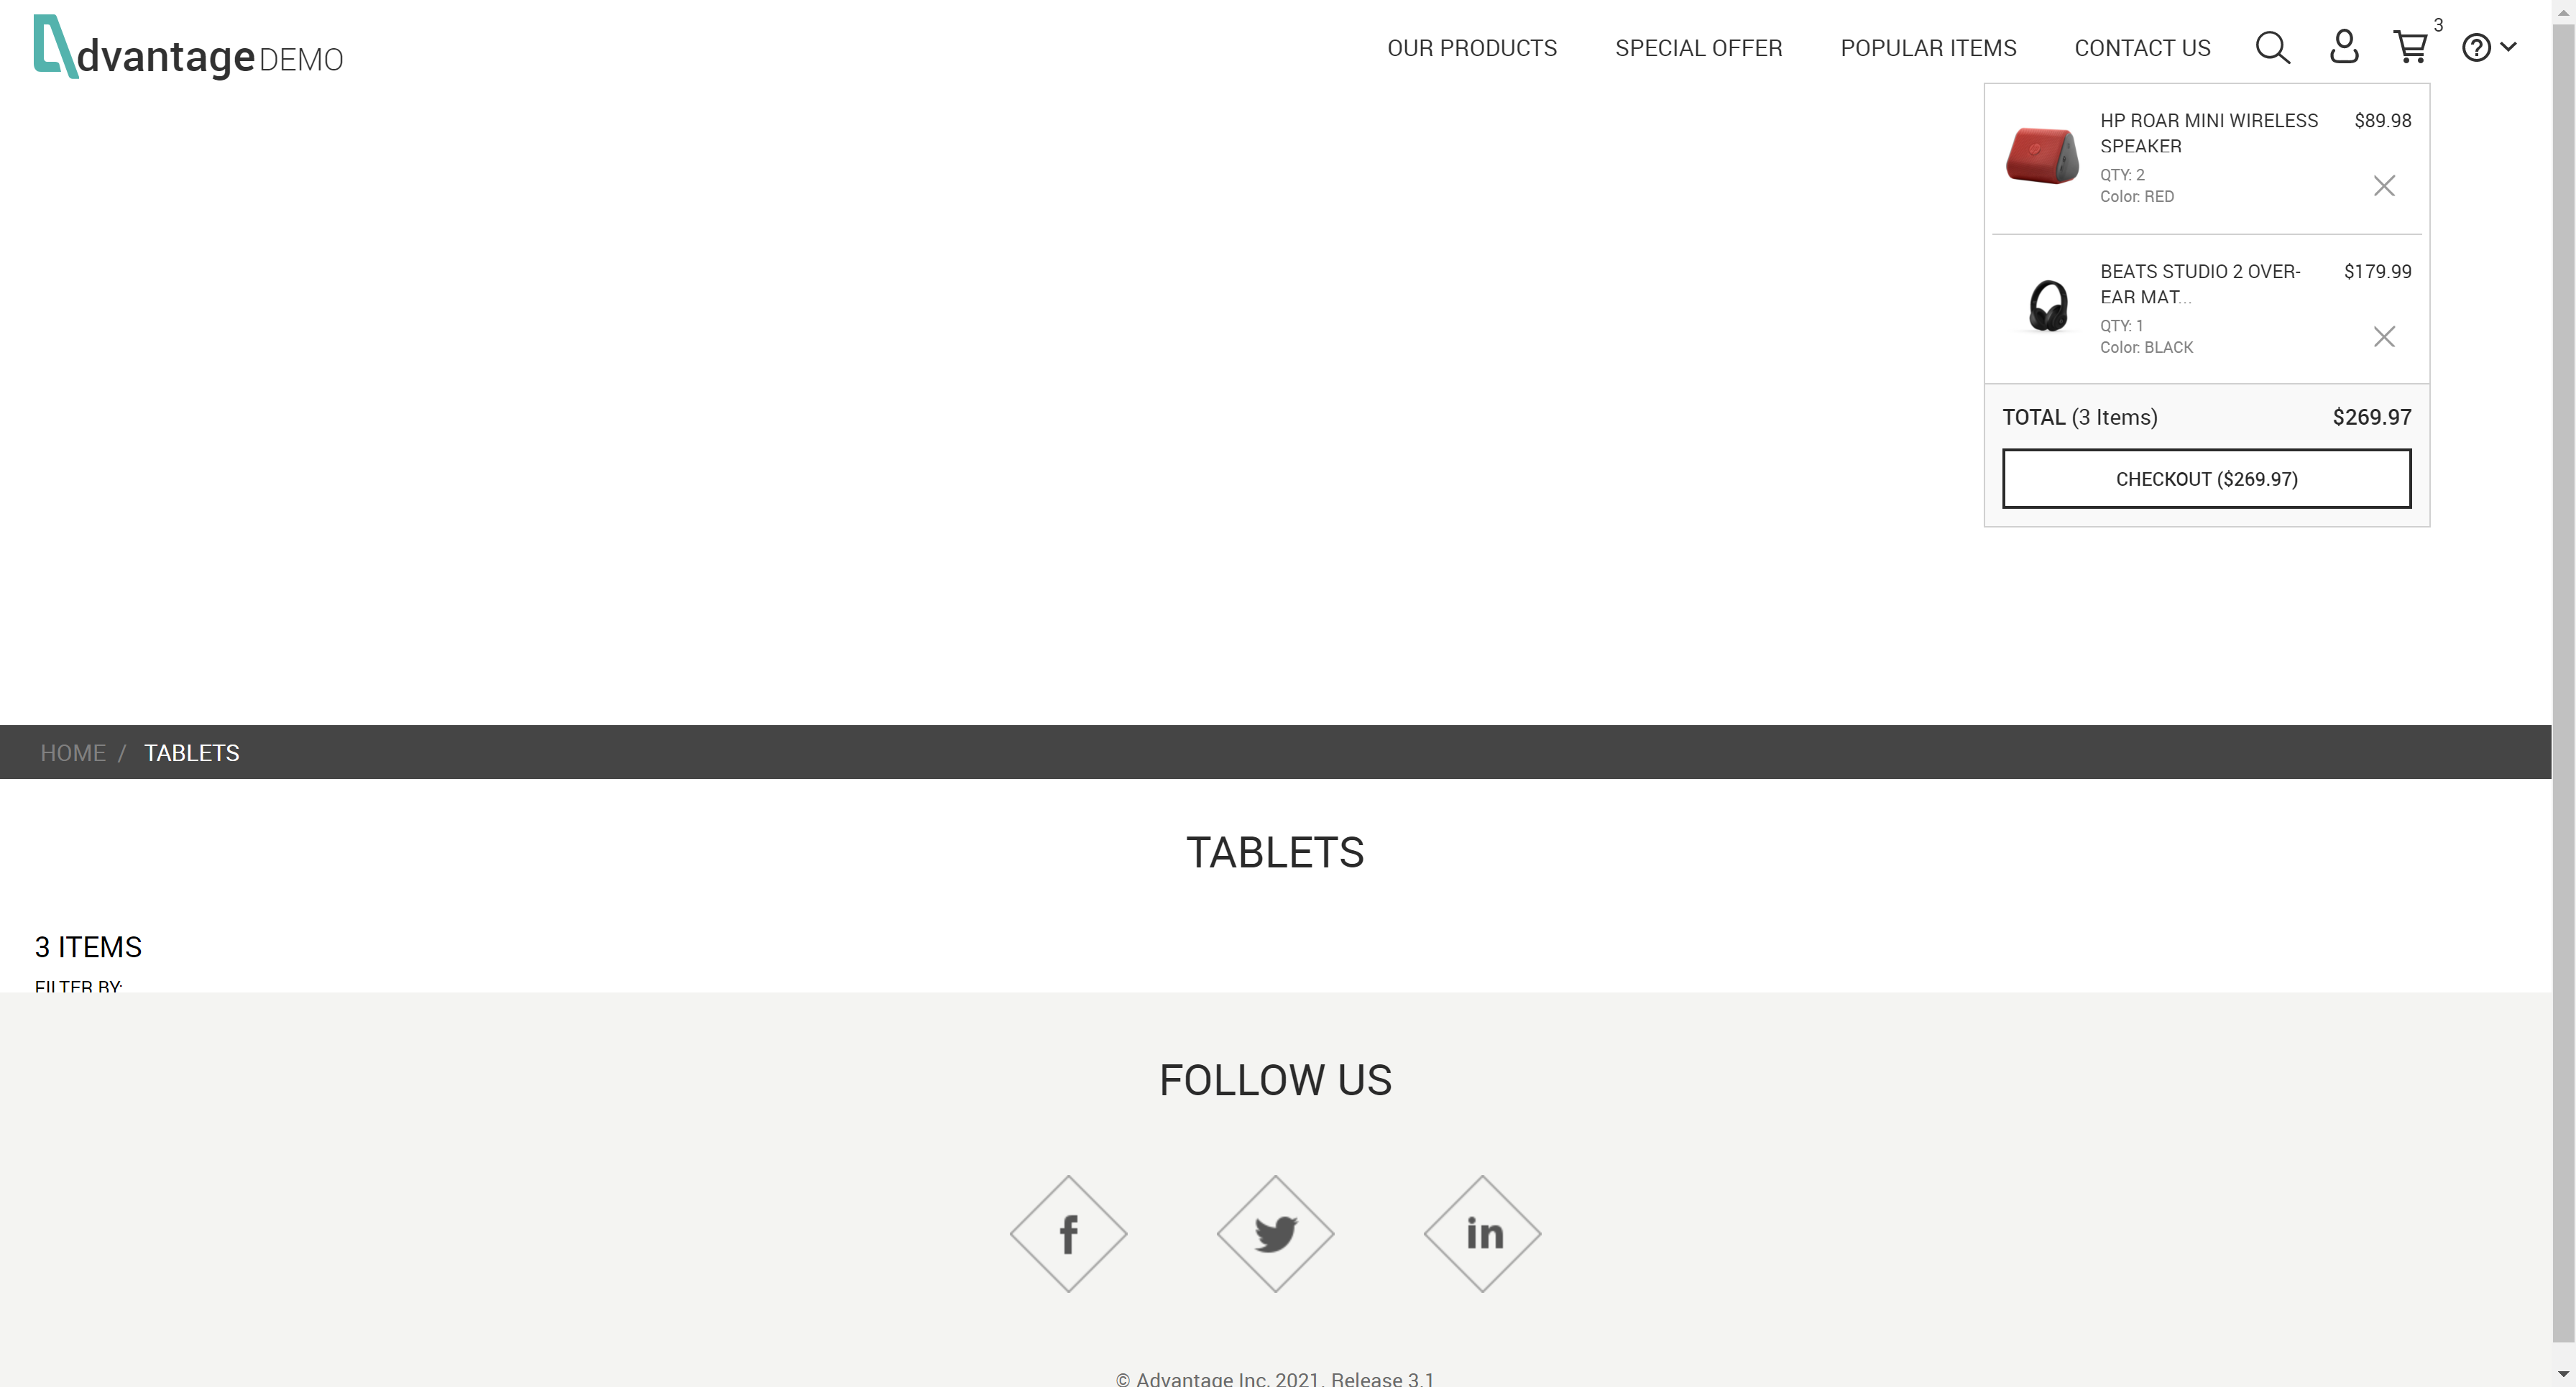 dvantage DEMO
OUR PRODUCTS
SPECIAL OFFER
POPULAR ITEMS
CONTACT US
3
HP ROAR MINI WIRELESS
SPEAKER
$89.98
QTY: 2
Color: RED
BEATS STUDIO 2 OVER-
EAR MAT...
$179.99
QTY: 1
Color: BLACK
TOTAL (3 Items)
$269.97
CHECKOUT ($269.97)
HOME / TABLETS
TABLETS
3 ITEMS
FILTER BY:
FOLLOW US
f
in
© Advantage Inc, 2021. Release 3.1